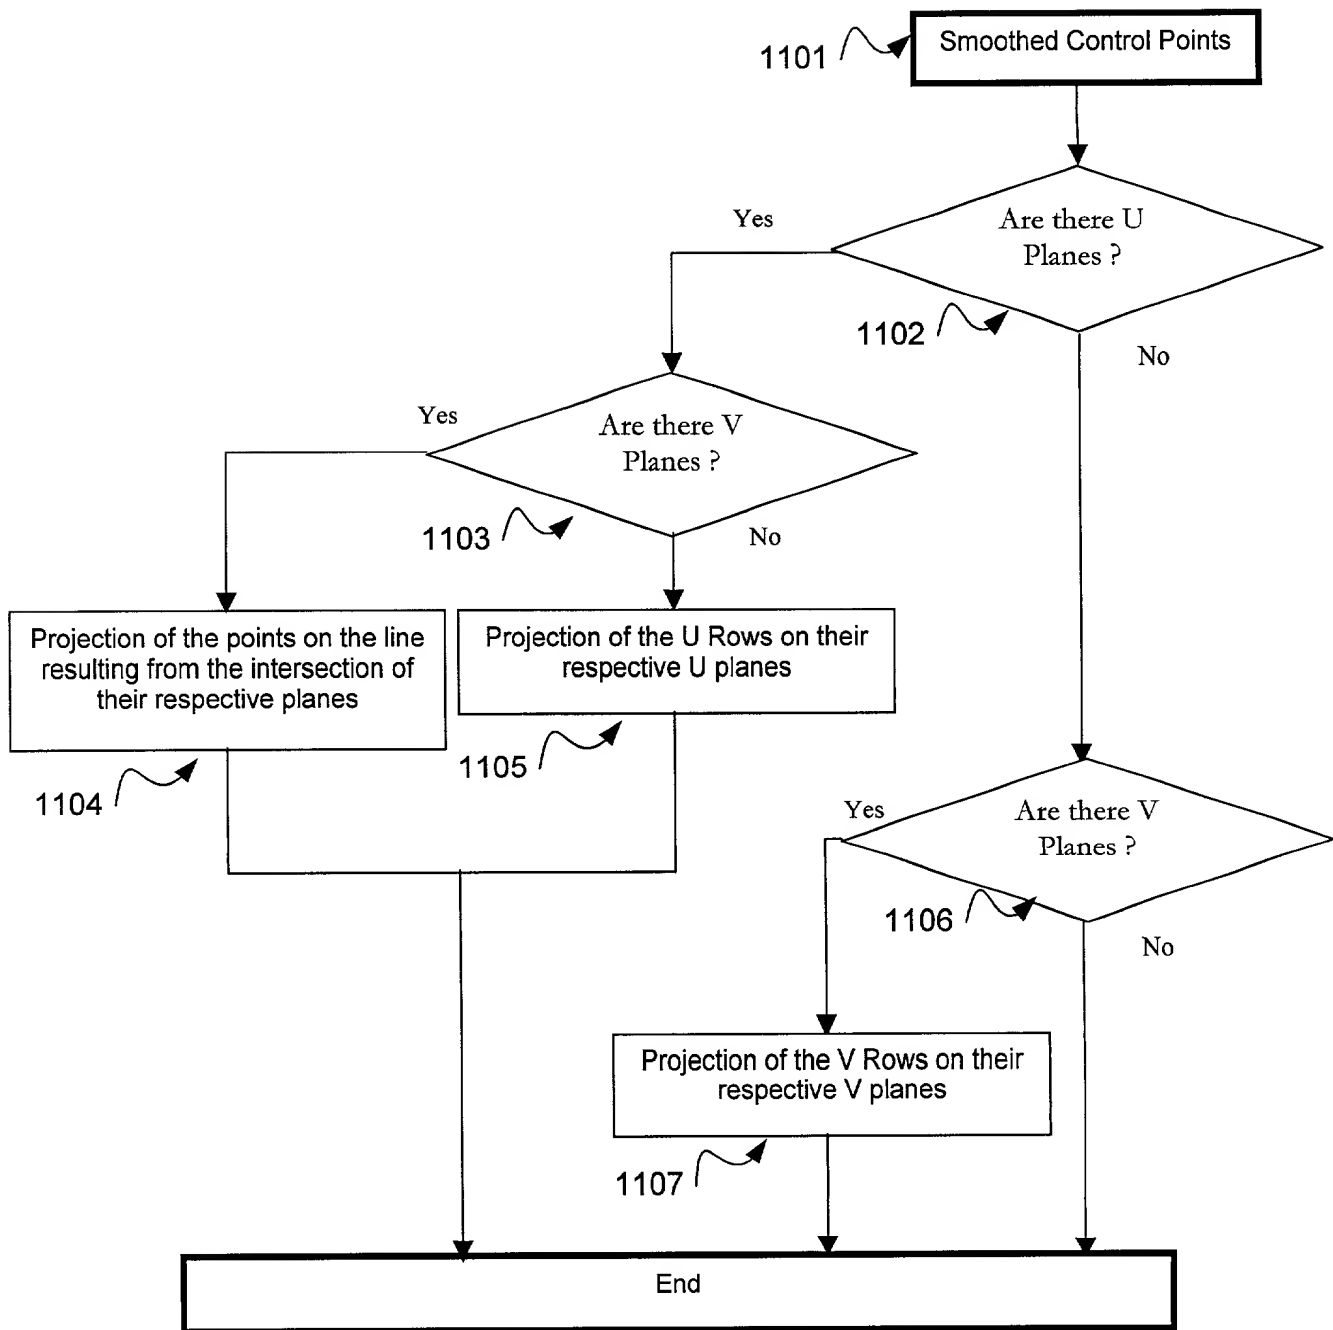 1101
Smoothed Control Points
Yes
Are there U
Planes ?
1102
No
Yes
Are there V
Planes ?
1103
No
Projection of the points on the line
resulting from the intersection of
their respective planes
Projection of the U Rows on their
respective U planes
1104
1105
Yes
Are there V
Planes ?
1106
No
Projection of the V Rows on their
respective V planes
1107
End